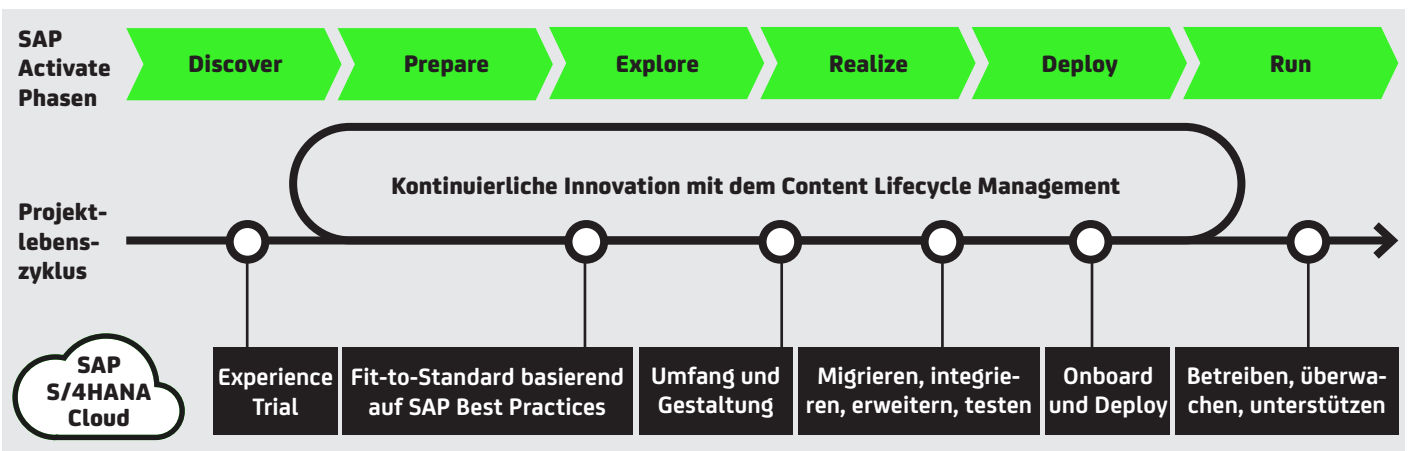 SAP
Activate
Phasen
Discover
Prepare
Explore
Realize
Deploy
Run
Kontinuierliche Innovation mit dem Content Lifecycle Management
Projekt-
lebens-
zyklus
SAP
S/4HANA
Cloud
Experience
Trial
Fit-to-Standard basierend
auf SAP Best Practices
Umfang und
Gestaltung
Migrieren, integrie-
ren, erweitern, testen
Onboard
und Deploy
Betreiben, überwa-
chen, unterstützen